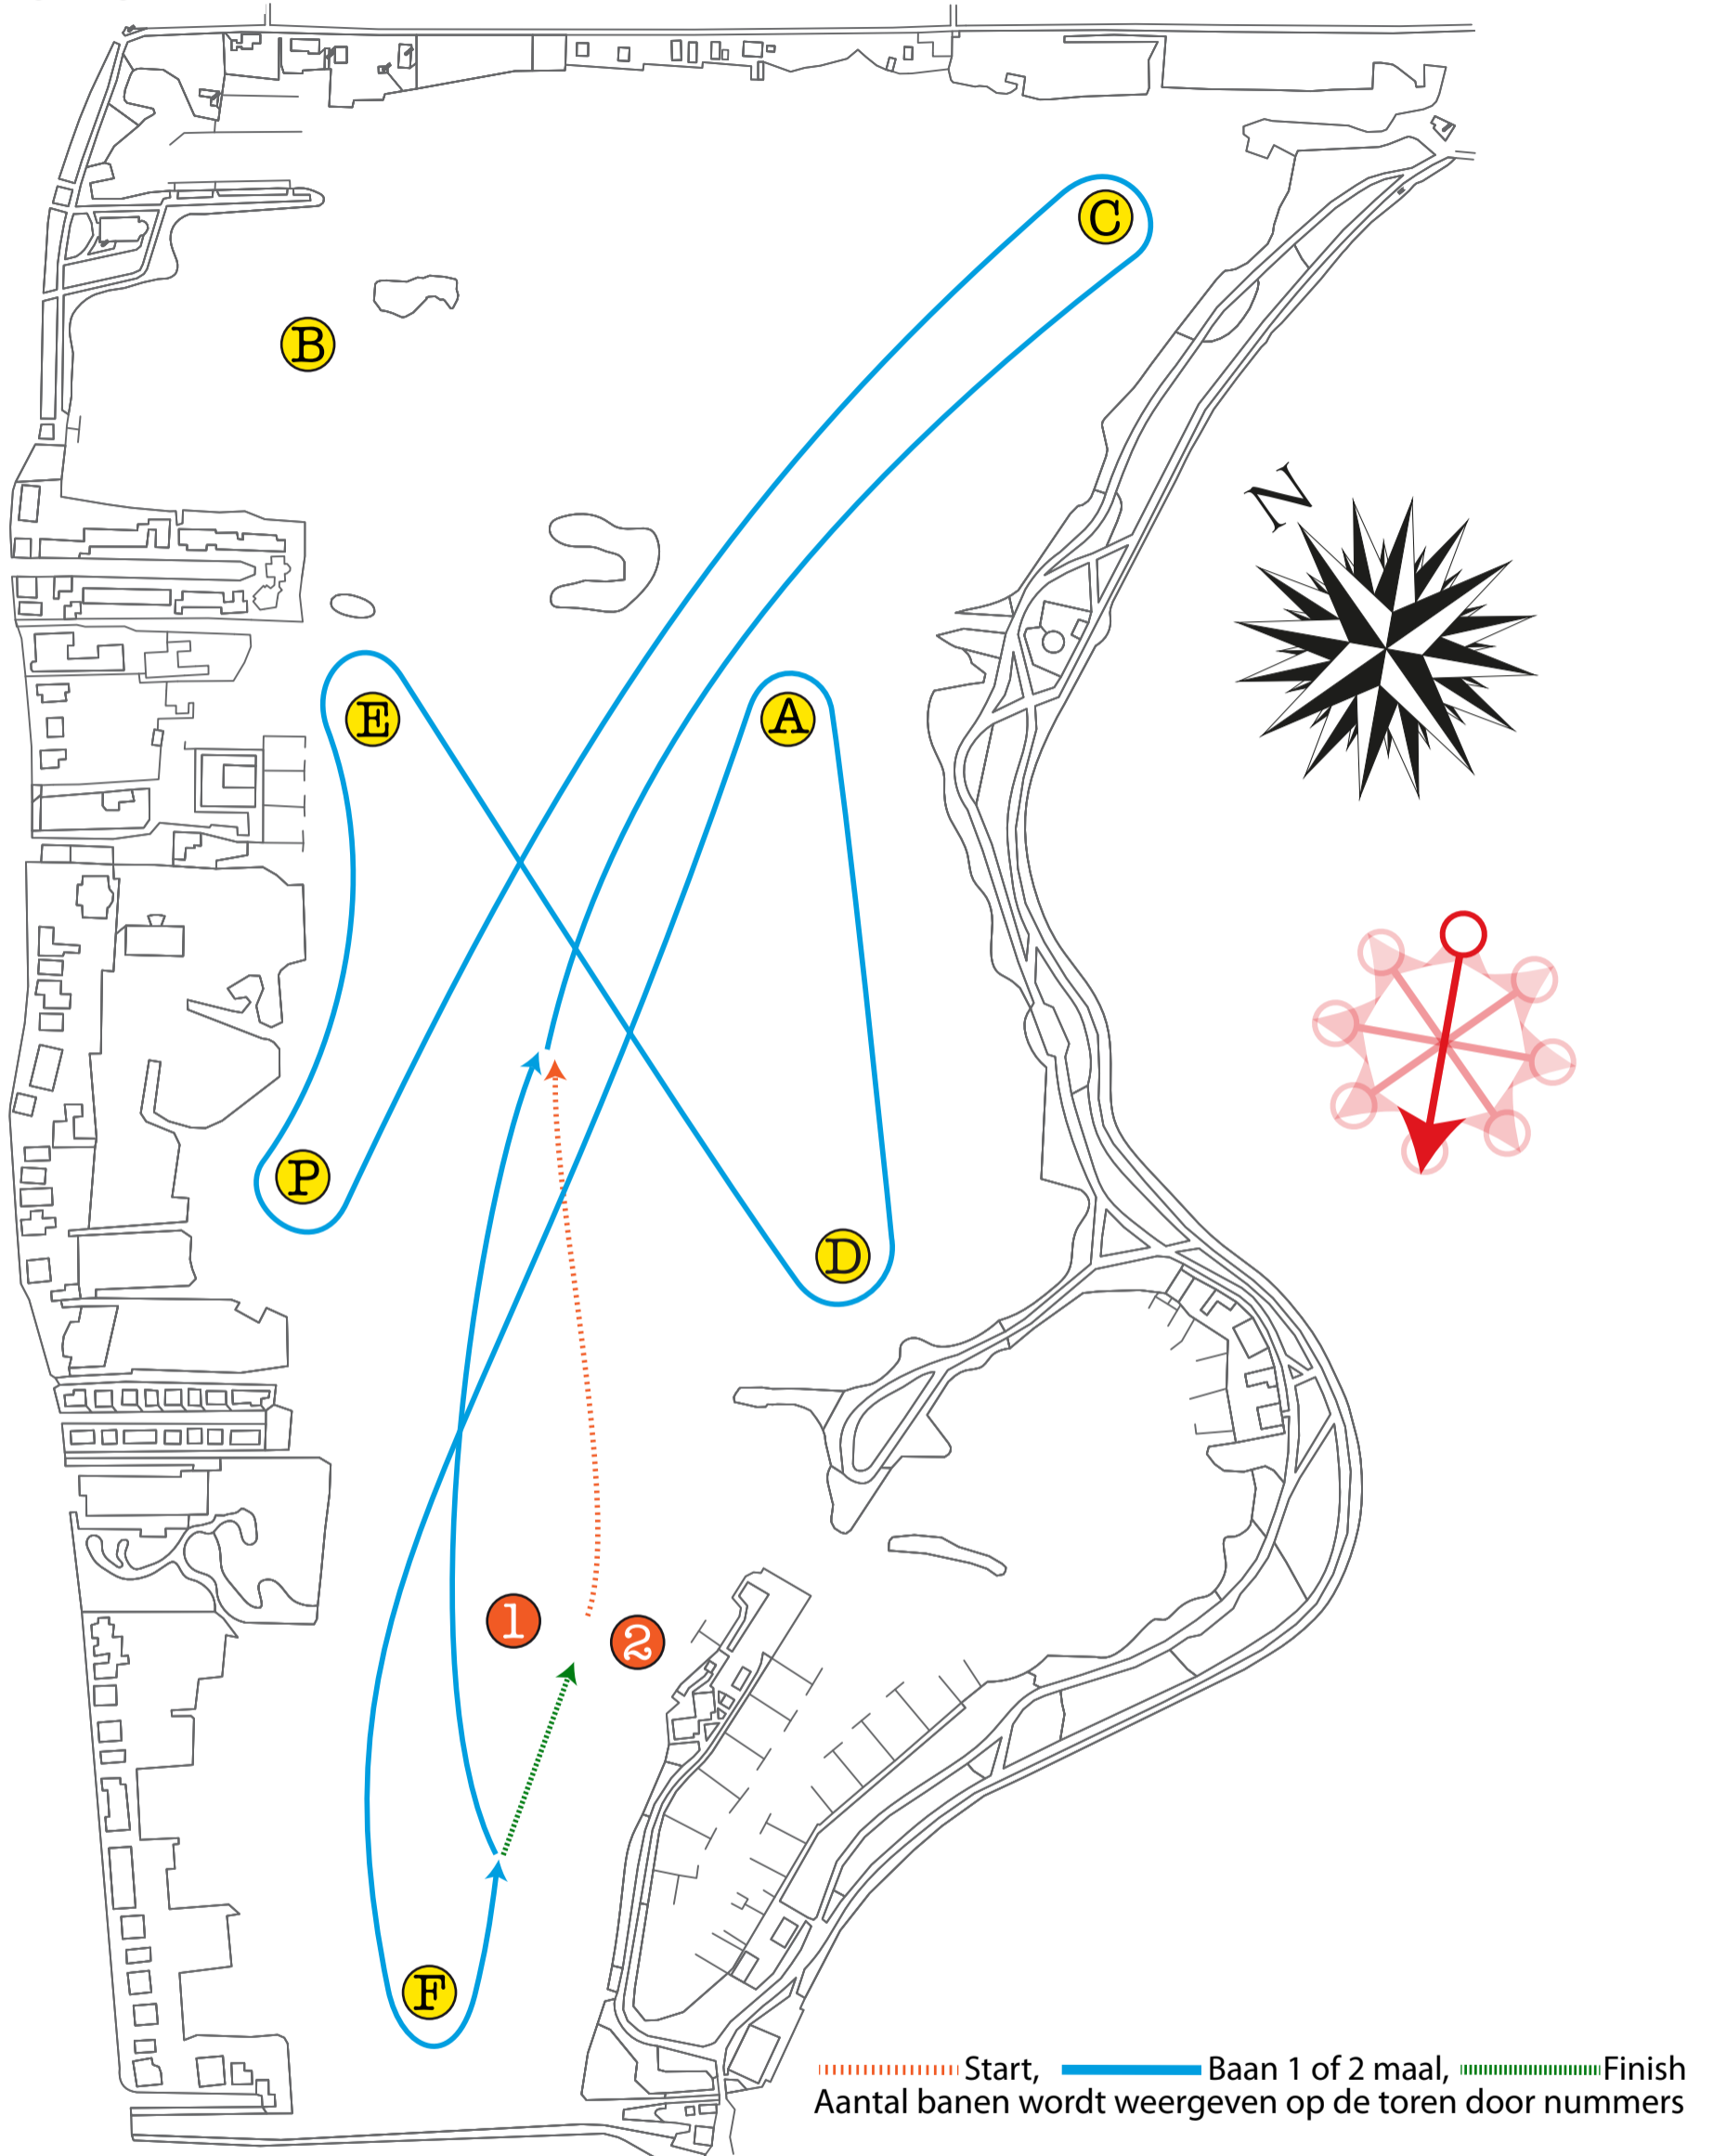 C
B
N
E
A
P
D
1
2
F
Start, Baan 1 of 2 maal, Finish
Aantal banen wordt weergeven op de toren door nummers